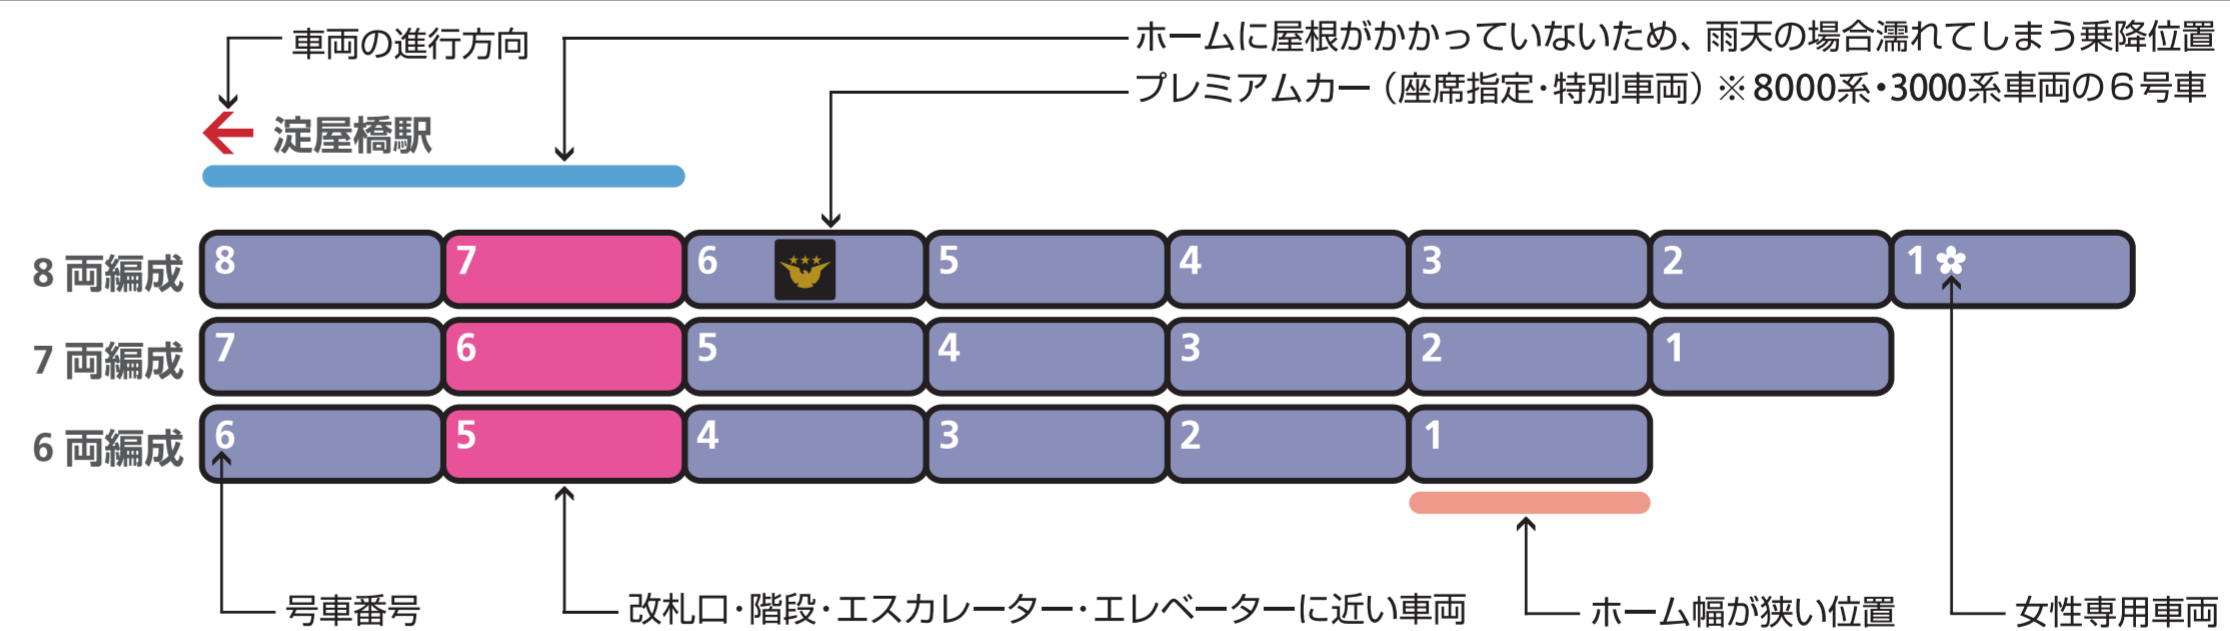 車両の進行方向
ホームに屋根がかかっていないため、雨天の場合濡れてしまう乗降位置
プレミアムカー（座席指定・特別車両）※8000系・3000系車両の６号車
淀屋橋駅
8 両編成 8 7 6 5 4 3 2 1
7 両編成 7 6 5 4 3 2 1
6 両編成 6 5 4 3 2 1
号車番号
改札口・階段・エスカレーター・エレベーターに近い車両
ホーム幅が狭い位置
女性専用車両